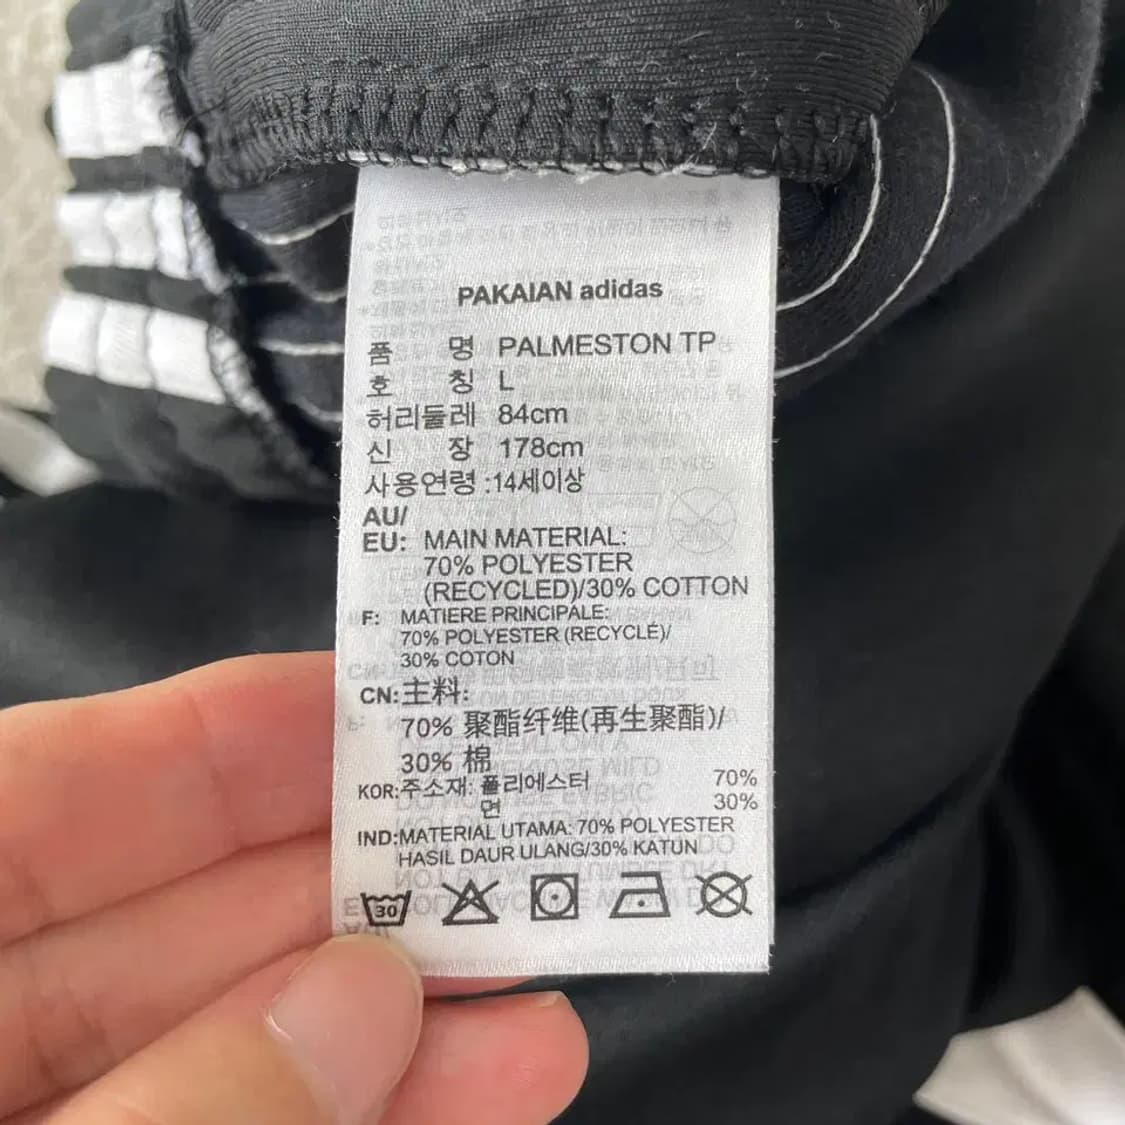 PAKAIAN adidas
품 명 PALMESTON TP
호 칭 L
허리둘레 84cm
신 장 178cm
사용연령 :14세이상
AU/
EU: MAIN MATERIAL:
70% POLYESTER
(RECYCLED)/30% COTTON
F: MATIERE PRINCIPALE:
70% POLYESTER (RECYCLÉ)/
30% COTON
CN:主料:
70% 聚酯纤维(再生聚酯)/
30% 棉
KOR:주소재: 폴리에스터 70%
면 30%
IND:MATERIAL UTAMA: 70% POLYESTER
HASIL DAUR ULANG/30% KATUN
30